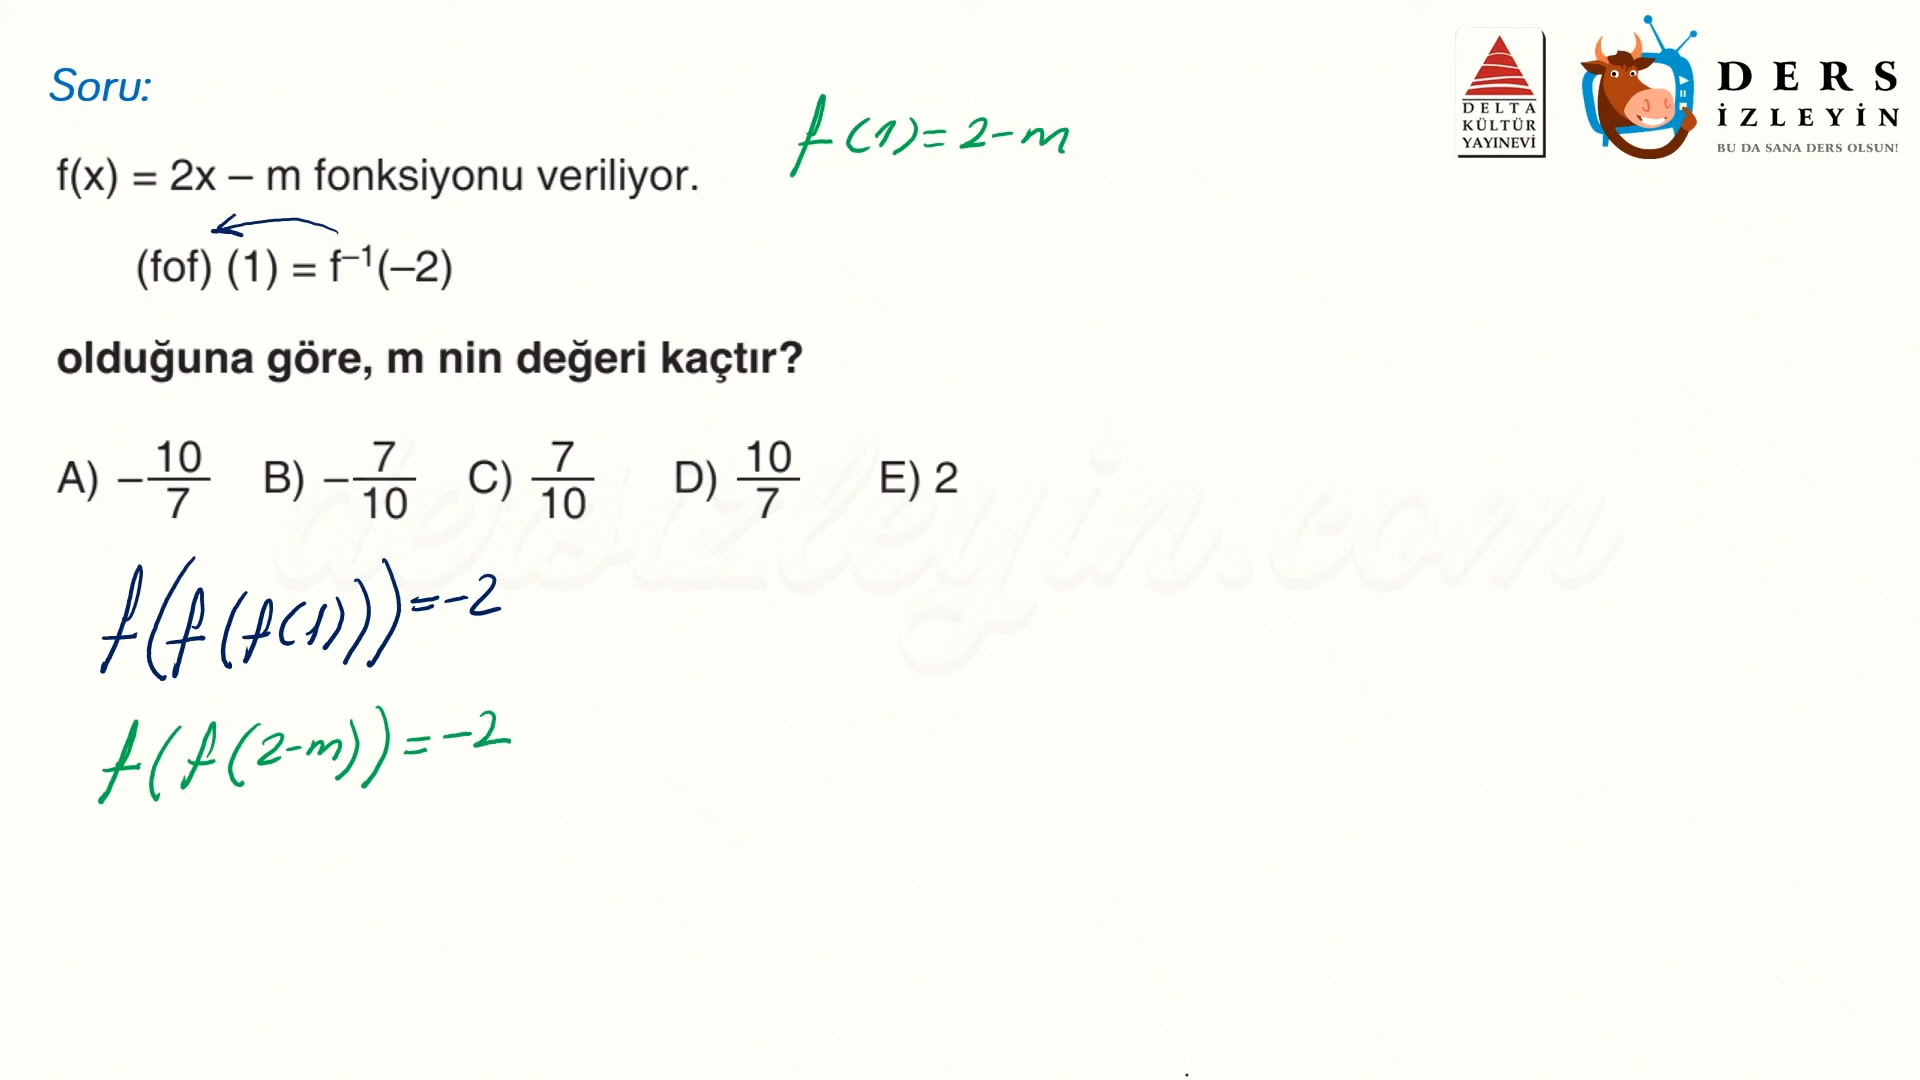 Soru:
f(1) = 2 - m
DELTA
KÜLTÜR
YAYINEVİ
DERS
İZLEYİN
BU DA SANA DERS OLSUN!
f(x) = 2x – m fonksiyonu veriliyor.
(fof) (1) = f⁻¹(–2)
olduğuna göre, m nin değeri kaçtır?
A) –10/7 B) –7/10 C) 7/10 D) 10/7 E) 2
dersizleyin.com
f(f(f(1))) = -2
f(f(2-m)) = -2